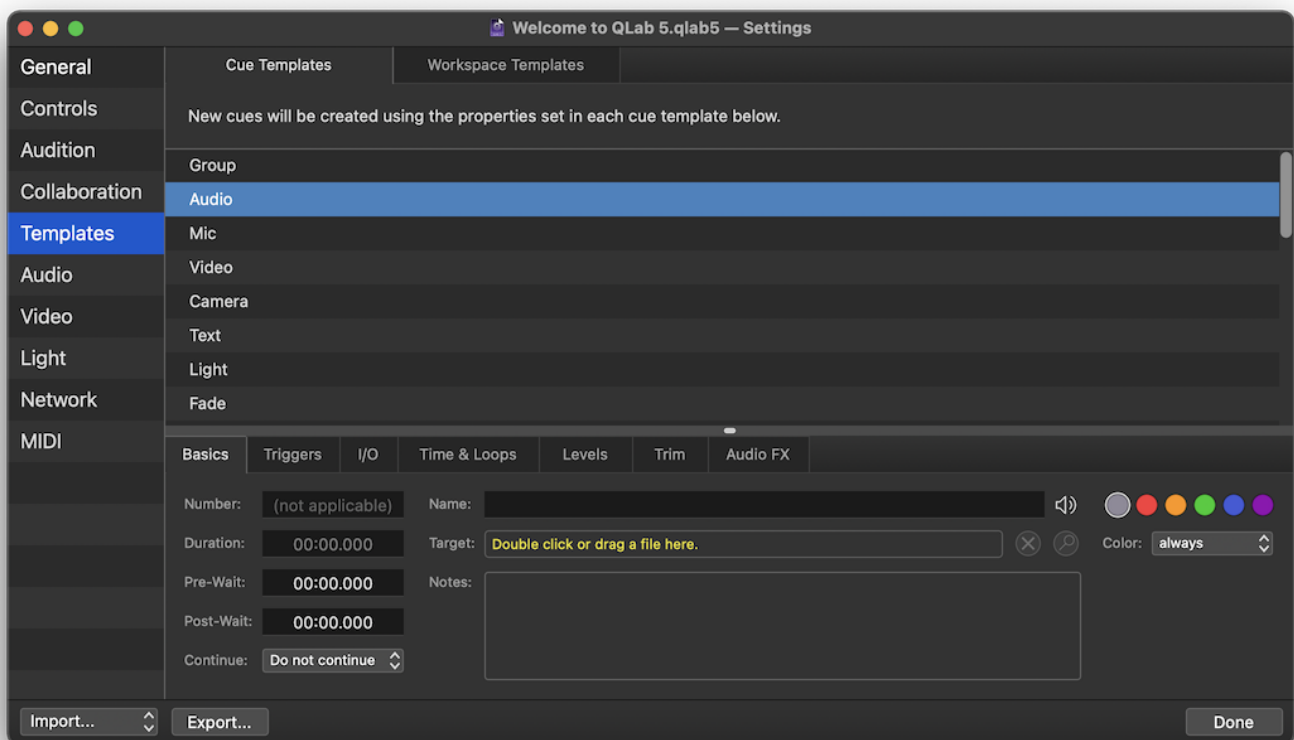 Welcome to QLab 5.qlab5 — Settings
General
Controls
Audition
Collaboration
Templates
Audio
Video
Light
Network
MIDI
Cue Templates Workspace Templates
New cues will be created using the properties set in each cue template below.
Group
Audio
Mic
Video
Camera
Text
Light
Fade
Basics Triggers I/O Time & Loops Levels Trim Audio FX
Number: (not applicable) Name:
Duration: 00:00.000 Target: Double click or drag a file here. Color: always
Pre-Wait: 00:00.000 Notes:
Post-Wait: 00:00.000
Continue: Do not continue
Import... Export... Done